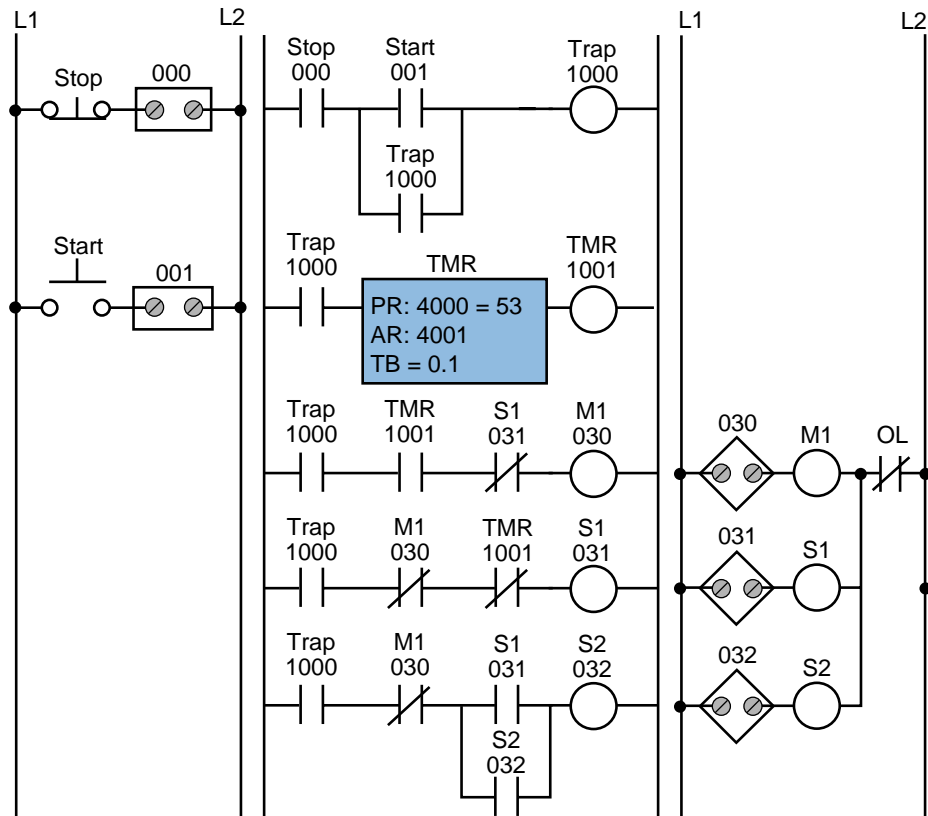 L1
L2
L1
L2
Stop
000
Stop
000
Start
001
Trap
1000
Trap
1000
Start
001
Trap
1000
TMR
PR: 4000 = 53
AR: 4001
TB = 0.1
TMR
1001
Trap
1000
TMR
1001
S1
031
M1
030
030
M1
OL
Trap
1000
M1
030
TMR
1001
S1
031
031
S1
Trap
1000
M1
030
S1
031
S2
032
032
S2
S2
032